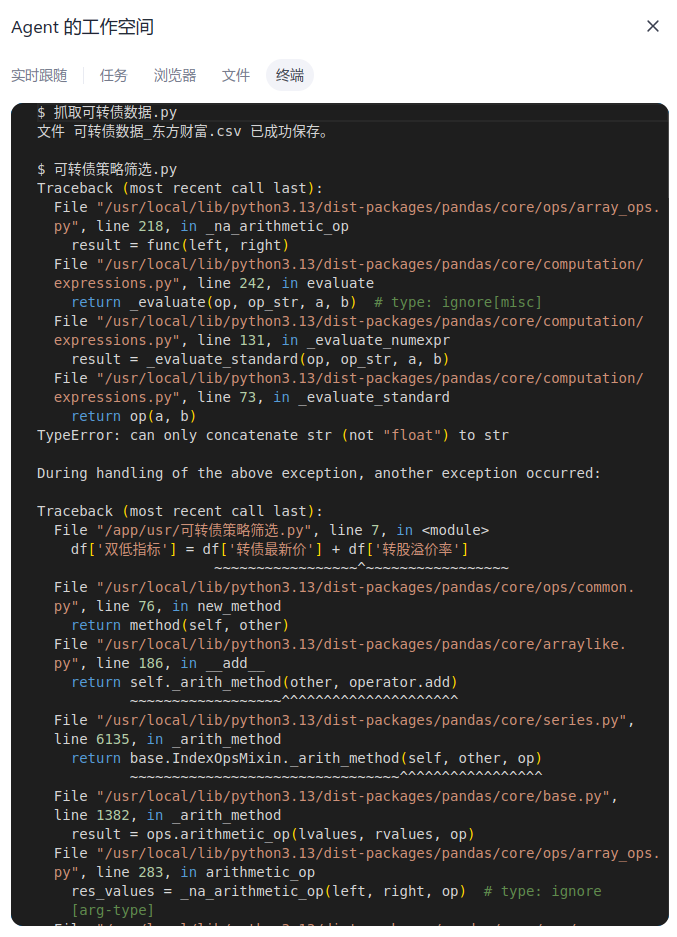 Agent 的工作空间
实时跟随 任务 浏览器 文件 终端
$ 抓取可转债数据.py
文件 可转债数据_东方财富.csv 已成功保存。
$ 可转债策略筛选.py
Traceback (most recent call last):
File "/usr/local/lib/python3.13/dist-packages/pandas/core/ops/array_ops.
py", line 218, in _na_arithmetic_op
result = func(left, right)
File "/usr/local/lib/python3.13/dist-packages/pandas/core/computation/
expressions.py", line 242, in evaluate
return _evaluate(op, op_str, a, b)  # type: ignore[misc]
File "/usr/local/lib/python3.13/dist-packages/pandas/core/computation/
expressions.py", line 131, in _evaluate_numexpr
result = _evaluate_standard(op, op_str, a, b)
File "/usr/local/lib/python3.13/dist-packages/pandas/core/computation/
expressions.py", line 73, in _evaluate_standard
return op(a, b)
TypeError: can only concatenate str (not "float") to str
During handling of the above exception, another exception occurred:
Traceback (most recent call last):
File "/app/usr/可转债策略筛选.py", line 7, in <module>
df['双低指标'] = df['转债最新价'] + df['转股溢价率']
~~~~~~~~~~~~~~~~~^~~~~~~~~~~~~~~~~~
File "/usr/local/lib/python3.13/dist-packages/pandas/core/ops/common.
py", line 76, in new_method
return method(self, other)
File "/usr/local/lib/python3.13/dist-packages/pandas/core/arraylike.
py", line 186, in __add__
return self._arith_method(other, operator.add)
~~~~~~~~~~~~~~~~~~^^^^^^^^^^^^^^^^^^^^^
File "/usr/local/lib/python3.13/dist-packages/pandas/core/series.py",
line 6135, in _arith_method
return base.IndexOpsMixin._arith_method(self, other, op)
~~~~~~~~~~~~~~~~~~~~~~~~~~~~~~~~^^^^^^^^^^^^^^^^^
File "/usr/local/lib/python3.13/dist-packages/pandas/core/base.py",
line 1382, in _arith_method
result = ops.arithmetic_op(lvalues, rvalues, op)
File "/usr/local/lib/python3.13/dist-packages/pandas/core/ops/array_ops.
py", line 283, in arithmetic_op
res_values = _na_arithmetic_op(left, right, op)  # type: ignore
[arg-type]